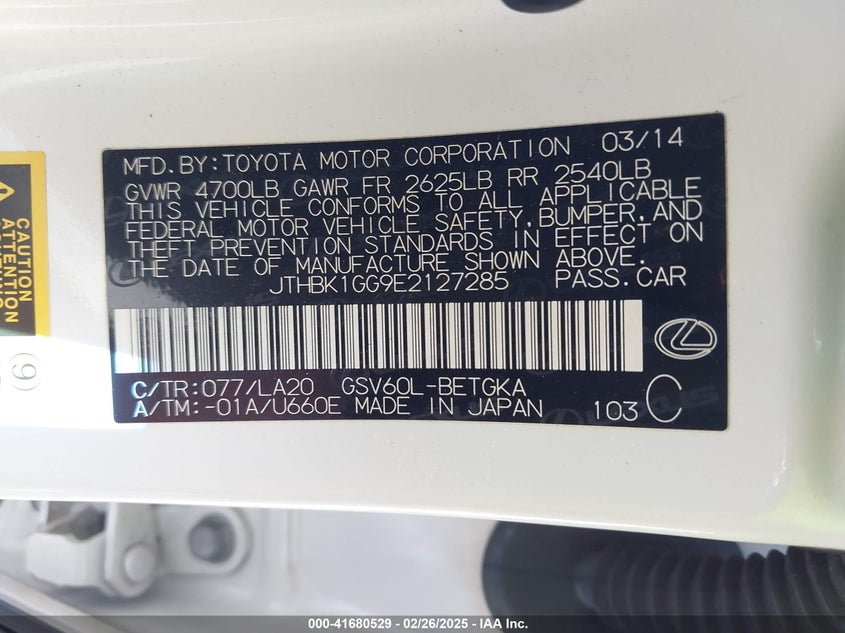 MFD.BY:TOYOTA MOTOR CORPORATION 03/14
GVWR 4700LB GAWR FR 2625LB RR 2540LB
THIS VEHICLE CONFORMS TO ALL APPLICABLE
FEDERAL MOTOR VEHICLE SAFETY,BUMPER,AND
THEFT PREVENTION STANDARDS IN EFFECT ON
THE DATE OF MANUFACTURE SHOWN ABOVE.
JTHBK1GG9E2127285 PASS.CAR
C/TR:077/LA20 GSV60L-BETGKA
A/TM:-01A/U660E MADE IN JAPAN 103 C
CAUTION
ATTENTION
9
000-41680529 - 02/26/2025 - IAA Inc.